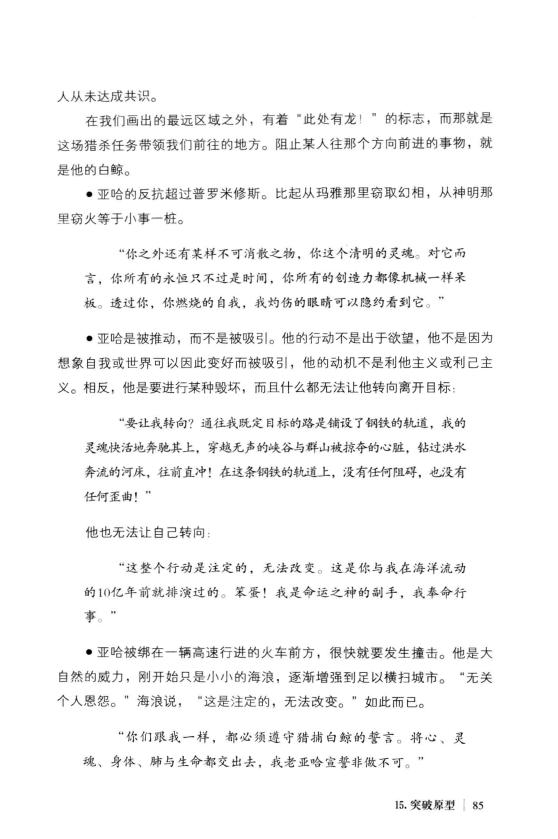 人从未达成共识。
在我们画出的最远区域之外，有着“此处有龙！”的标志，而那就是
这场猎杀任务带领我们前往的地方。阻止某人往那个方向前进的事物，就
是他的白鲸。
●亚哈的反抗超过普罗米修斯。比起从玛雅那里窃取幻相，从神明那
里窃火等于小事一桩。
“你之外还有某样不可消散之物，你这个清明的灵魂。对它而
言，你所有的永恒只不过是时间，你所有的创造力都像机械一样呆
板。透过你，你燃烧的自我，我灼伤的眼睛可以隐约看到它。”
●亚哈是被推动，而不是被吸引。他的行动不是出于欲望，他不是因为
想象自我或世界可以因此变好而被吸引，他的动机不是利他主义或利己主
义。相反，他是要进行某种毁坏，而且什么都无法让他转向离开目标：
“要让我转向？通往我既定目标的路是铺设了钢铁的轨道，我的
灵魂快活地奔驰其上，穿越无声的峡谷与群山被掠夺的心脏，钻过洪水
奔流的河床，往前直冲！在这条钢铁的轨道上，没有任何阻碍，也没有
任何歪曲！”
他也无法让自己转向：
“这整个行动是注定的，无法改变。这是你与我在海洋流动
的10亿年前就排演过的。笨蛋！我是命运之神的副手，我奉命行
事。”
●亚哈被绑在一辆高速行进的火车前方，很快就要发生撞击。他是大
自然的威力，刚开始只是小小的海浪，逐渐增强到足以横扫城市。“无关
个人恩怨。”海浪说，“这是注定的，无法改变。”如此而已。
“你们跟我一样，都必须遵守猎捕白鲸的誓言。将心、灵
魂、身体、肺与生命都交出去，我老亚哈宣誓非做不可。”
15. 突破原型 | 85